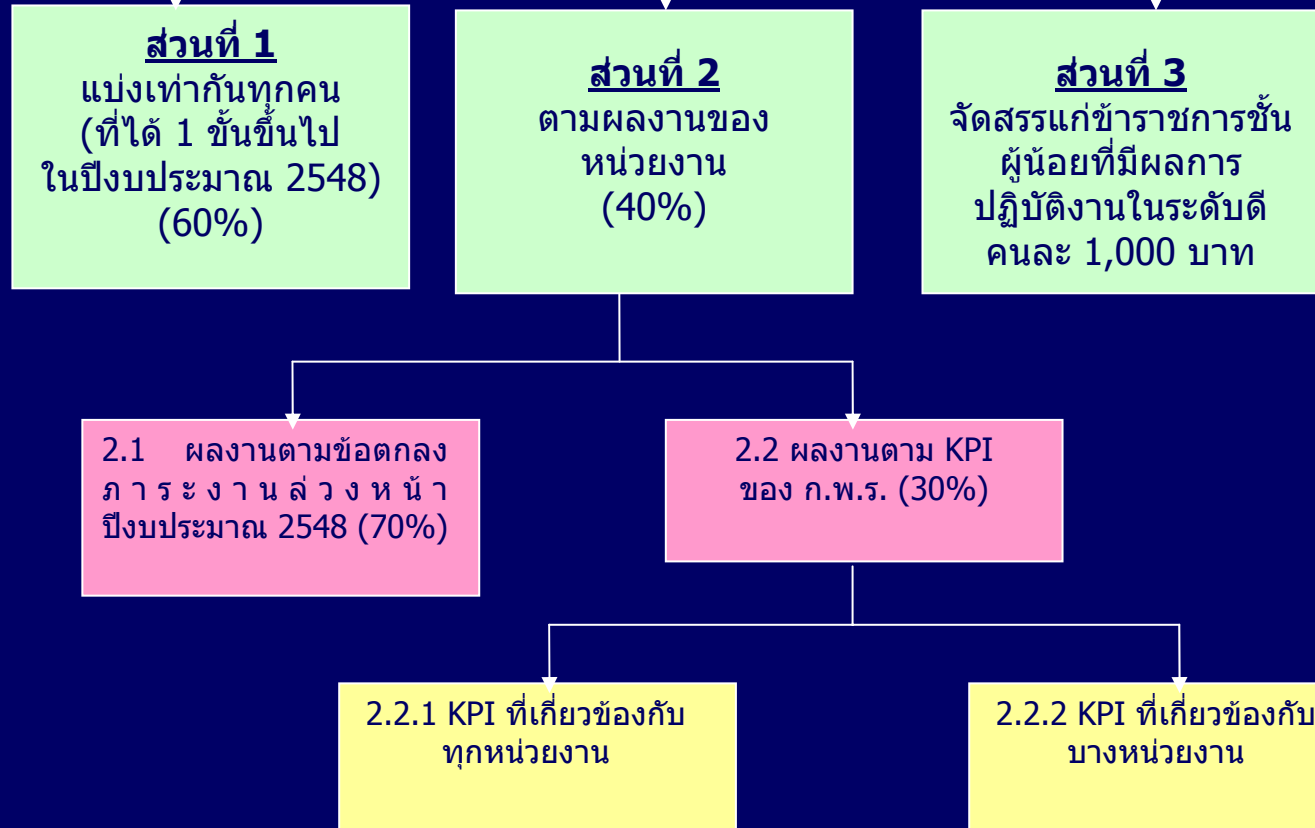 ส่วนที่ 1
แบ่งเท่ากันทุกคน
(ที่ได้ 1 ขั้นขึ้นไป
ในปีงบประมาณ 2548)
(60%)
ส่วนที่ 2
ตามผลงานของ
หน่วยงาน
(40%)
ส่วนที่ 3
จัดสรรแก่ข้าราชการชั้น
ผู้น้อยที่มีผลการ
ปฏิบัติงานในระดับดี
คนละ 1,000 บาท
2.1 ผลงานตามข้อตกลง
ภาระงานล่วงหน้า
ปีงบประมาณ 2548 (70%)
2.2 ผลงานตาม KPI
ของ ก.พ.ร. (30%)
2.2.1 KPI ที่เกี่ยวข้องกับ
ทุกหน่วยงาน
2.2.2 KPI ที่เกี่ยวข้องกับ
บางหน่วยงาน